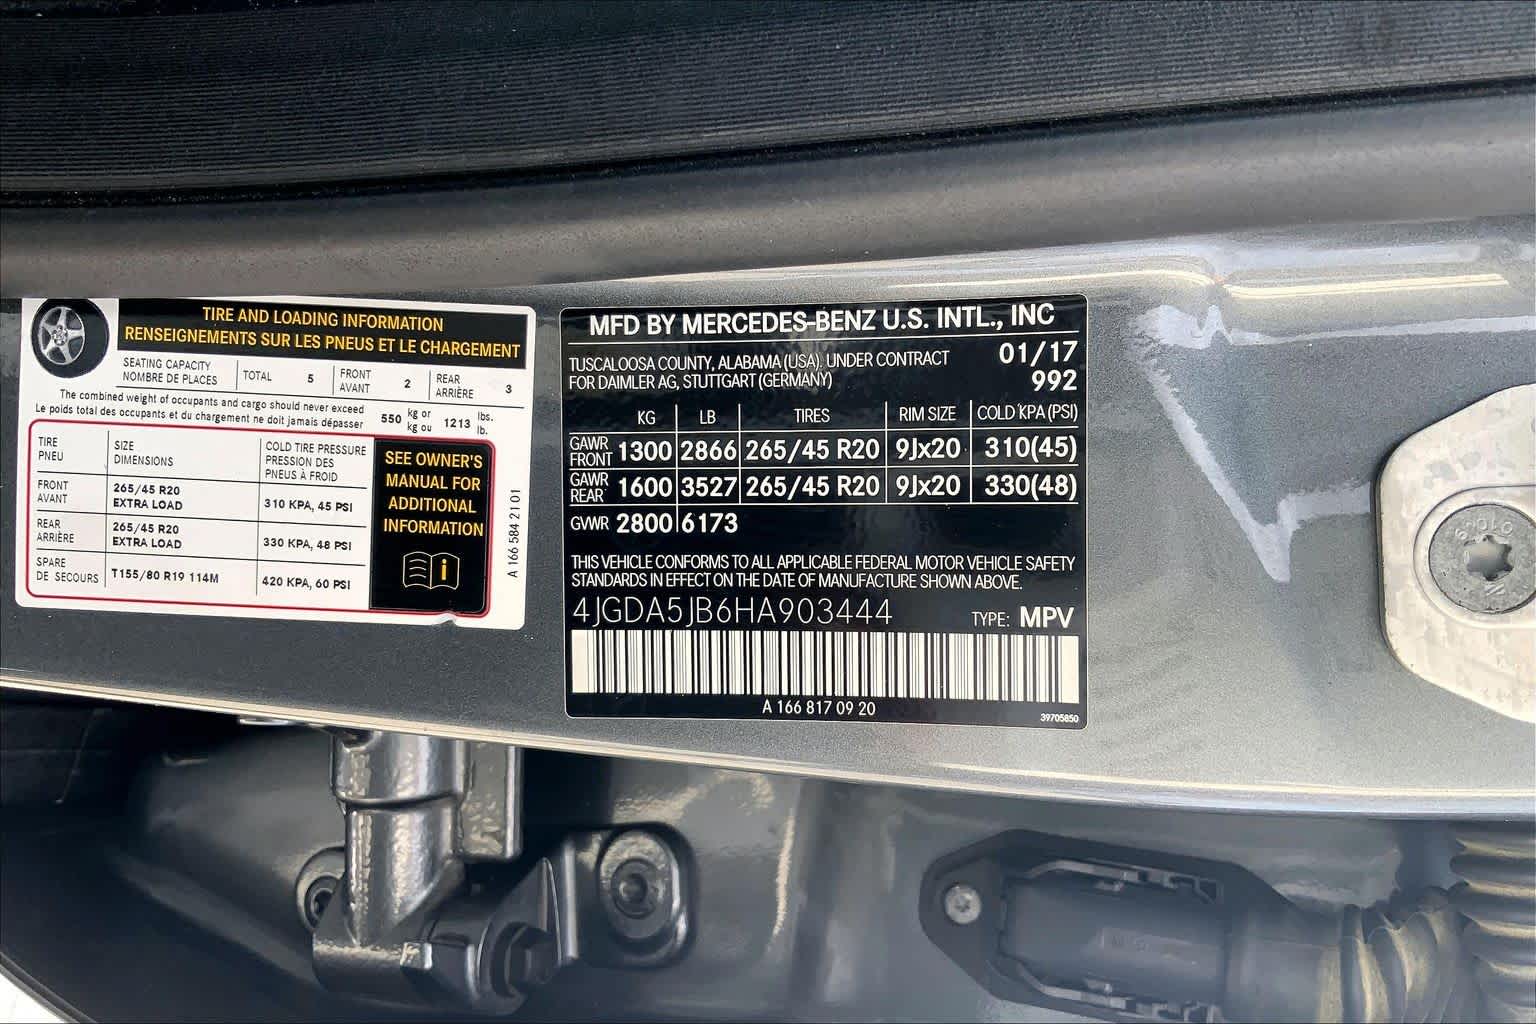 TIRE AND LOADING INFORMATION
RENSEIGNEMENTS SUR LES PNEUS ET LE CHARGEMENT
SEATING CAPACITY
NOMBRE DE PLACES
TOTAL 5
FRONT
AVANT 2
REAR
ARRIÈRE 3
The combined weight of occupants and cargo should never exceed
Le poids total des occupants et du chargement ne doit jamais dépasser
550 kg or
kg ou
1213 lbs.
lb.
TIRE
PNEU
SIZE
DIMENSIONS
COLD TIRE PRESSURE
PRESSION DES
PNEUS À FROID
FRONT
AVANT
265/45 R20
EXTRA LOAD
310 KPA, 45 PSI
REAR
ARRIÈRE
265/45 R20
EXTRA LOAD
330 KPA, 48 PSI
SPARE
DE SECOURS
T155/80 R19 114M
420 KPA, 60 PSI
SEE OWNER'S
MANUAL FOR
ADDITIONAL
INFORMATION
i
A 166 584 21 01
MFD BY MERCEDES-BENZ U.S. INTL., INC
TUSCALOOSA COUNTY, ALABAMA (USA). UNDER CONTRACT
FOR DAIMLER AG, STUTTGART (GERMANY)
01/17
992
KG LB TIRES RIM SIZE COLD KPA (PSI)
GAWR
FRONT 1300 2866 265/45 R20 9Jx20 310(45)
GAWR
REAR 1600 3527 265/45 R20 9Jx20 330(48)
GVWR 2800 6173
THIS VEHICLE CONFORMS TO ALL APPLICABLE FEDERAL MOTOR VEHICLE SAFETY
STANDARDS IN EFFECT ON THE DATE OF MANUFACTURE SHOWN ABOVE.
4JGDA5JB6HA903444 TYPE: MPV
A 166 817 09 20
39705850